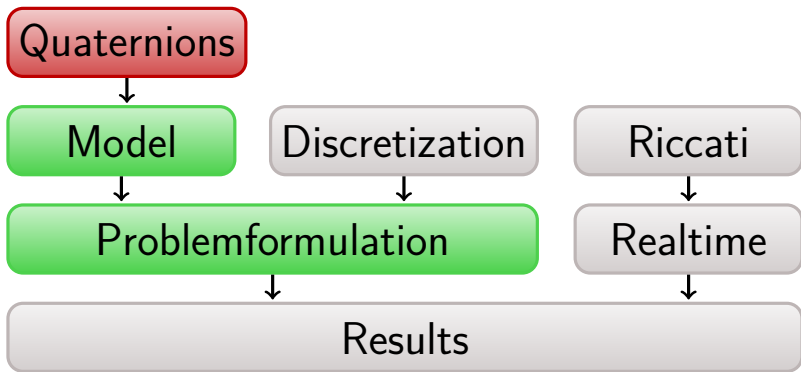 Quaternions
Model
Discretization
Riccati
Problemformulation
Realtime
Results